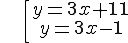 y = 3x + 11
y = 3x - 1